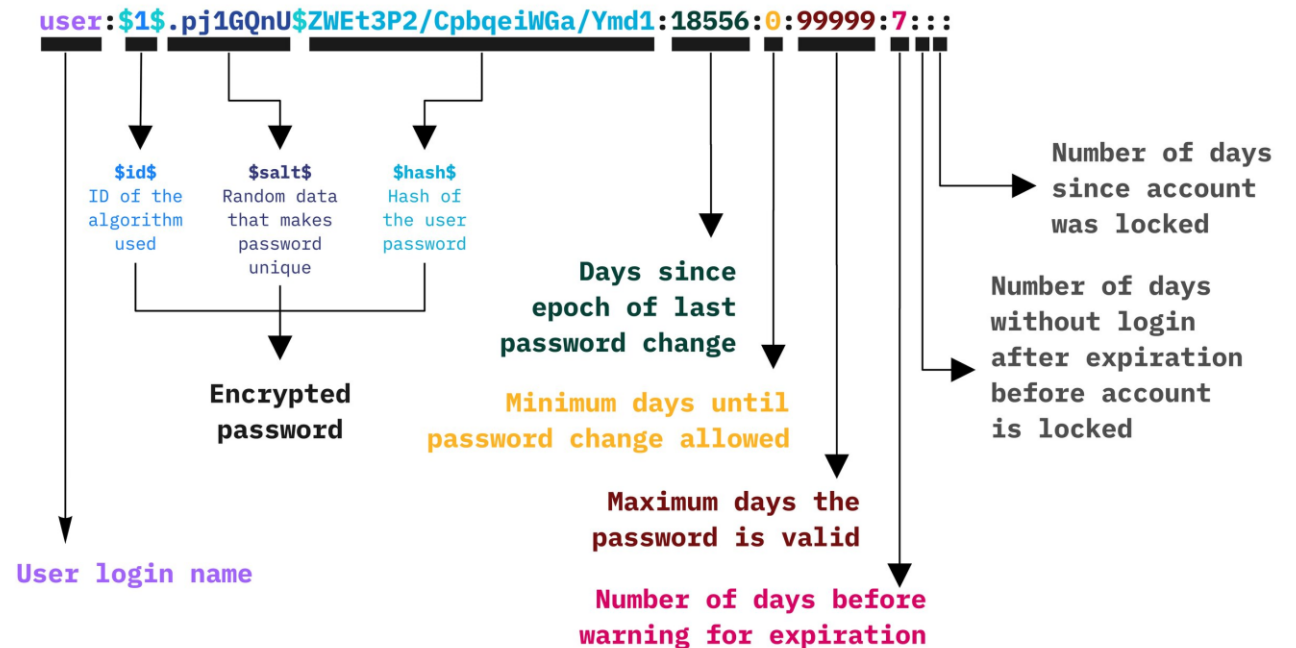 user:$1$.pj1GQnU$ZWEt3P2/CpbqeiWGa/Ymd1:18556:0:99999:7:::
$id$
ID of the
algorithm
used
$salt$
Random data
that makes
password
unique
$hash$
Hash of
the user
password
Encrypted
password
User login name
Days since
epoch of last
password change
Minimum days until
password change allowed
Maximum days the
password is valid
Number of days before
warning for expiration
Number of days
since account
was locked
Number of days
without login
after expiration
before account
is locked